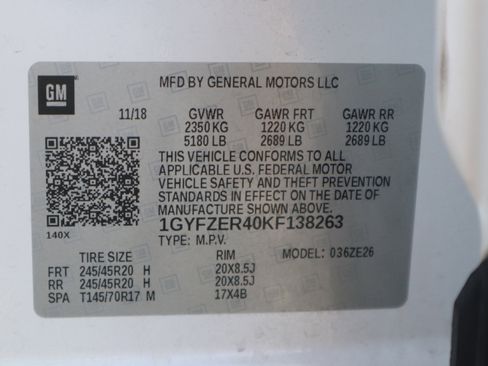 GM
MFD BY GENERAL MOTORS LLC
11/18 GVWR GAWR FRT GAWR RR
2350 KG 1220 KG 1220 KG
5180 LB 2689 LB 2689 LB
THIS VEHICLE CONFORMS TO ALL
APPLICABLE U.S. FEDERAL MOTOR
VEHICLE SAFETY AND THEFT PREVENTION
STANDARDS IN EFFECT ON THE DATE OF
MANUFACTURE SHOWN ABOVE.
1GYFZER40KF138263
140X
TYPE: M.P.V. MODEL: 036ZE26
TIRE SIZE RIM
FRT 245/45R20 H 20X8.5J
RR 245/45R20 H 20X8.5J
SPA T145/70R17 M 17X4B